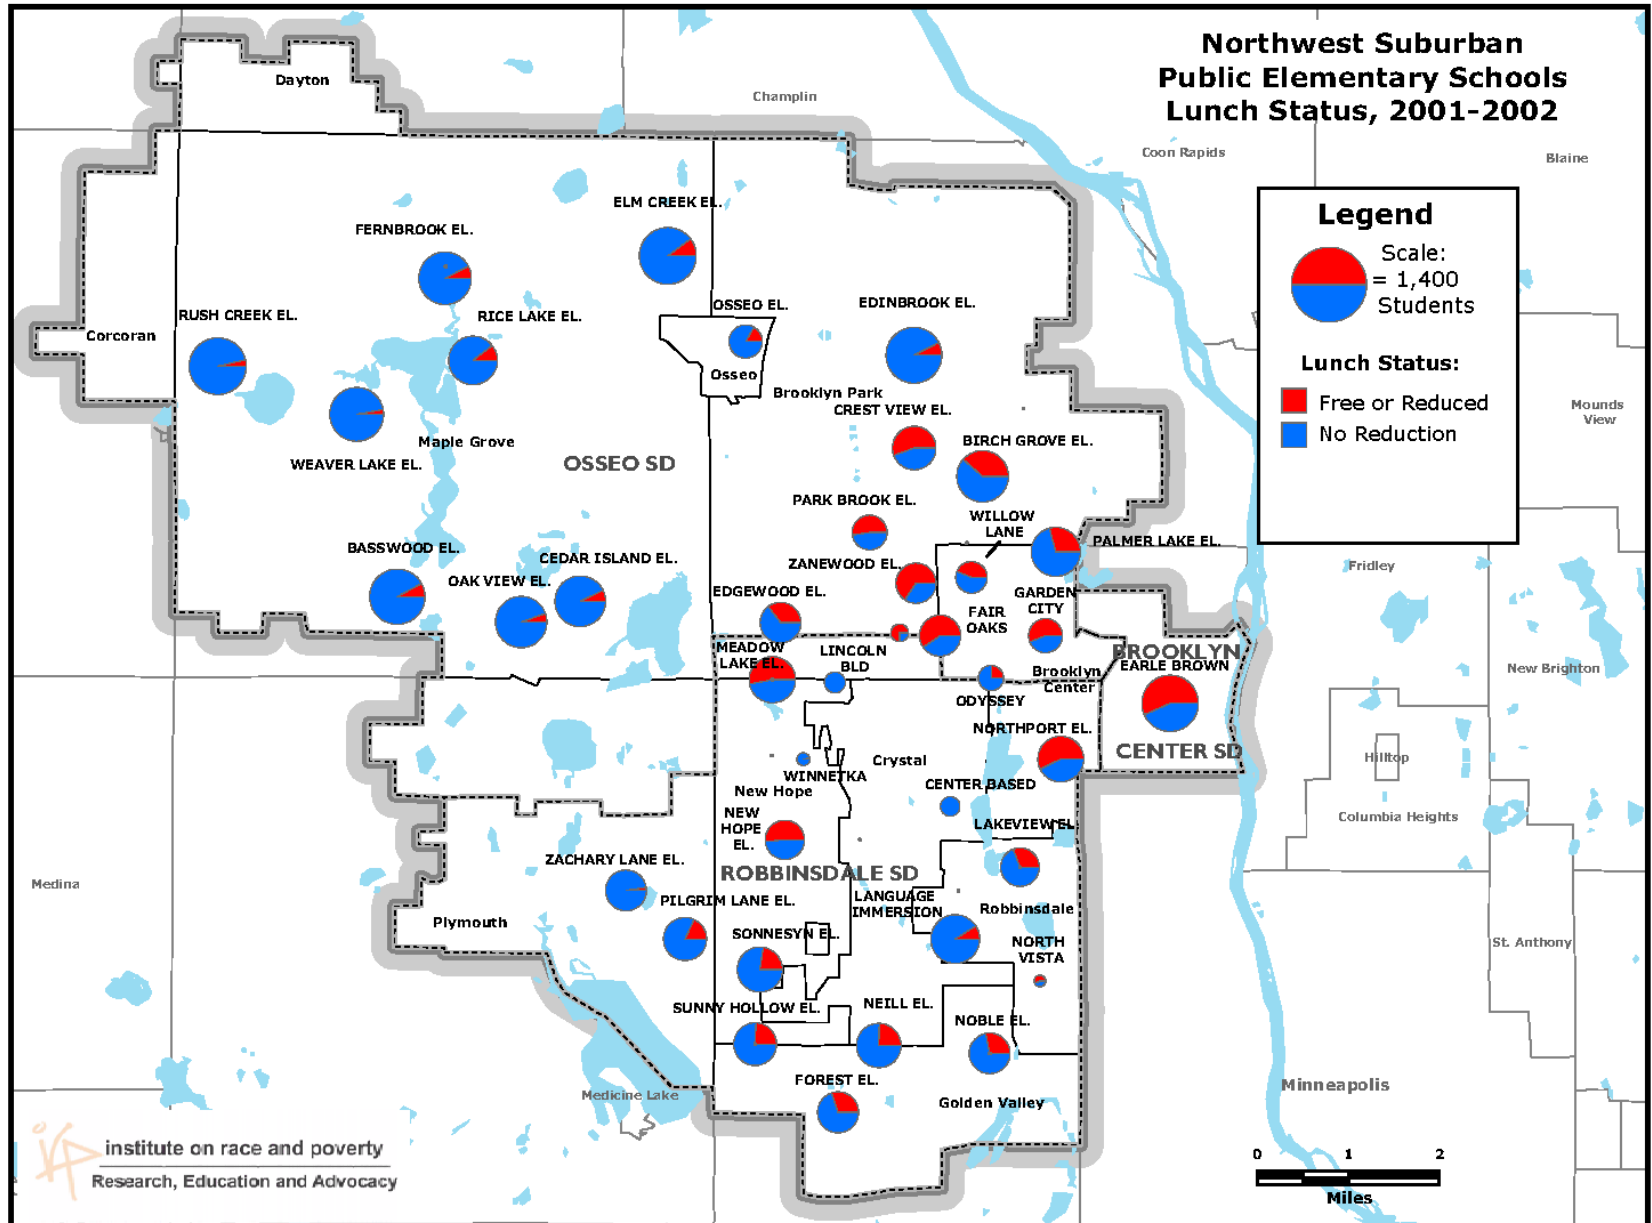 Northwest Suburban
Public Elementary Schools
Lunch Status, 2001-2002
Dayton
Champlin
Coon Rapids
Blaine
Legend
Scale:
= 1,400
Students
Lunch Status:
Free or Reduced
No Reduction
ELM CREEK EL.
FERNBROOK EL.
RUSH CREEK EL.
RICE LAKE EL.
OSSEO EL.
EDINBROOK EL.
Corcoran
Osseo
Brooklyn Park
CREST VIEW EL.
Mounds
View
Maple Grove
BIRCH GROVE EL.
WEAVER LAKE EL.
OSSEO SD
PARK BROOK EL.
WILLOW
LANE
PALMER LAKE EL.
BASSWOOD EL.
CEDAR ISLAND EL.
ZANEWOOD EL.
Fridley
OAK VIEW EL.
EDGEWOOD EL.
GARDEN
CITY
FAIR
OAKS
MEADOW
LAKE EL.
LINCOLN
BLD
BROOKLYN
EARLE BROWN
New Brighton
Brooklyn
Center
ODYSSEY
NORTHPORT EL.
CENTER SD
Crystal
Hilltop
WINNETKA
New Hope
CENTER BASED
NEW
HOPE
EL.
LAKEVIEW EL.
Columbia Heights
ZACHARY LANE EL.
ROBBINSDALE SD
Medina
PILGRIM LANE EL.
LANGUAGE
IMMERSION
Robbinsdale
Plymouth
SONNESYN EL.
NORTH
VISTA
St. Anthony
SUNNY HOLLOW EL.
NEILL EL.
NOBLE EL.
FOREST EL.
Minneapolis
Medicine Lake
Golden Valley
institute on race and poverty
Research, Education and Advocacy
0 1 2
Miles